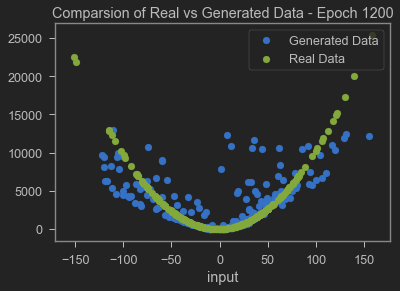 Comparsion of Real vs Generated Data - Epoch 1200
Generated Data
Real Data
25000
20000
15000
10000
5000
0
−150 −100 −50 0 50 100 150
input